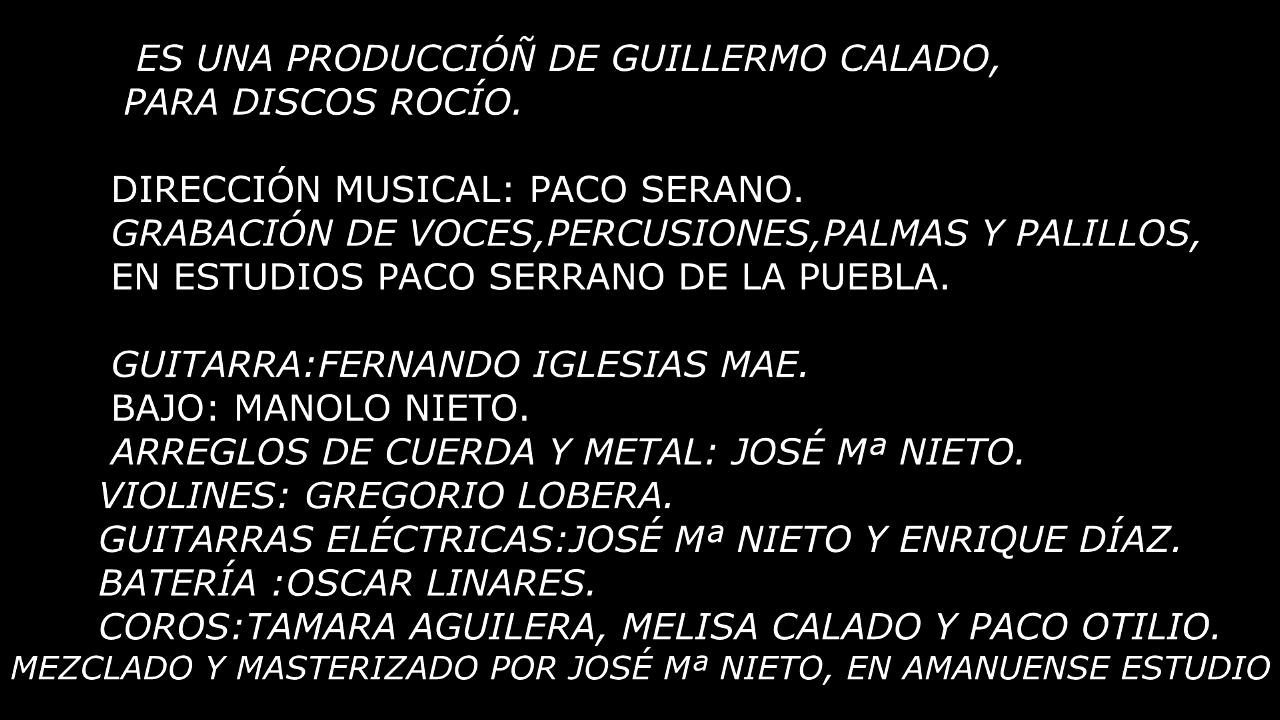 ES UNA PRODUCCIÓÑ DE GUILLERMO CALADO,
PARA DISCOS ROCÍO.
DIRECCIÓN MUSICAL: PACO SERANO.
GRABACIÓN DE VOCES,PERCUSIONES,PALMAS Y PALILLOS,
EN ESTUDIOS PACO SERRANO DE LA PUEBLA.
GUITARRA:FERNANDO IGLESIAS MAE.
BAJO: MANOLO NIETO.
ARREGLOS DE CUERDA Y METAL: JOSÉ Mª NIETO.
VIOLINES: GREGORIO LOBERA.
GUITARRAS ELÉCTRICAS:JOSÉ Mª NIETO Y ENRIQUE DÍAZ.
BATERÍA :OSCAR LINARES.
COROS:TAMARA AGUILERA, MELISA CALADO Y PACO OTILIO.
MEZCLADO Y MASTERIZADO POR JOSÉ Mª NIETO, EN AMANUENSE ESTUDIO